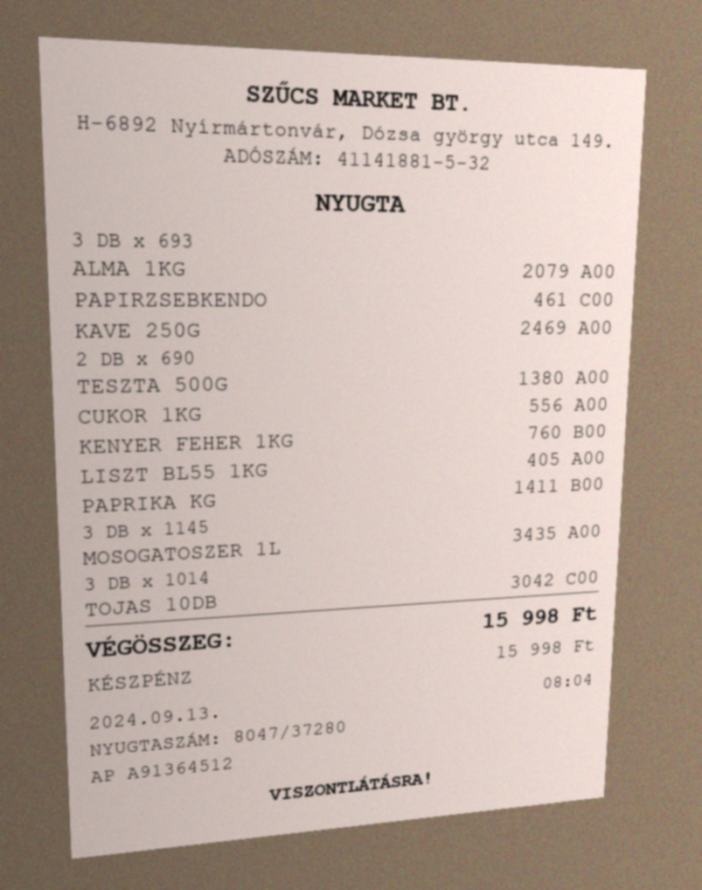 SZŰCS MARKET BT.
H-6892 Nyírmártonvár, Dózsa györgy utca 149.
ADÓSZÁM: 41141881-5-32
NYUGTA
3 DB x 693
ALMA 1KG 2079 A00
PAPIRZSEBKENDO 461 C00
KAVE 250G 2469 A00
2 DB x 690
TESZTA 500G 1380 A00
CUKOR 1KG 556 A00
KENYER FEHER 1KG 760 B00
LISZT BL55 1KG 405 A00
PAPRIKA KG 1411 B00
3 DB x 1145
MOSOGATOSZER 1L 3435 A00
3 DB x 1014
TOJAS 10DB 3042 C00
VÉGÖSSZEG: 15 998 Ft
KÉSZPÉNZ 15 998 Ft
2024.09.13. 08:04
NYUGTASZÁM: 8047/37280
AP A91364512
VISZONTLÁTÁSRA!